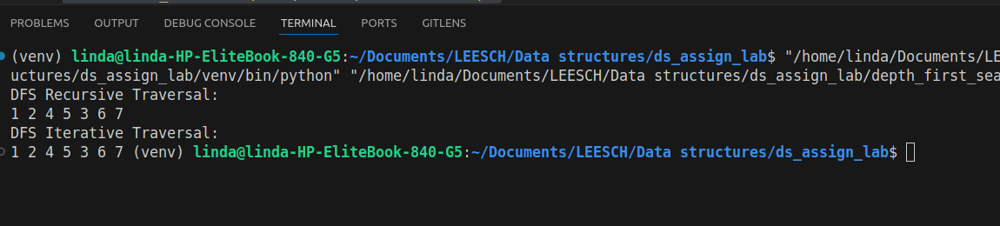 PROBLEMS OUTPUT DEBUG CONSOLE TERMINAL PORTS GITLENS
(venv) linda@linda-HP-EliteBook-840-G5:~/Documents/LEESCH/Data structures/ds_assign_lab$ "/home/linda/Documents/LE
uctures/ds_assign_lab/venv/bin/python" "/home/linda/Documents/LEESCH/Data structures/ds_assign_lab/depth_first_sea
DFS Recursive Traversal:
1 2 4 5 3 6 7
DFS Iterative Traversal:
1 2 4 5 3 6 7 (venv) linda@linda-HP-EliteBook-840-G5:~/Documents/LEESCH/Data structures/ds_assign_lab$